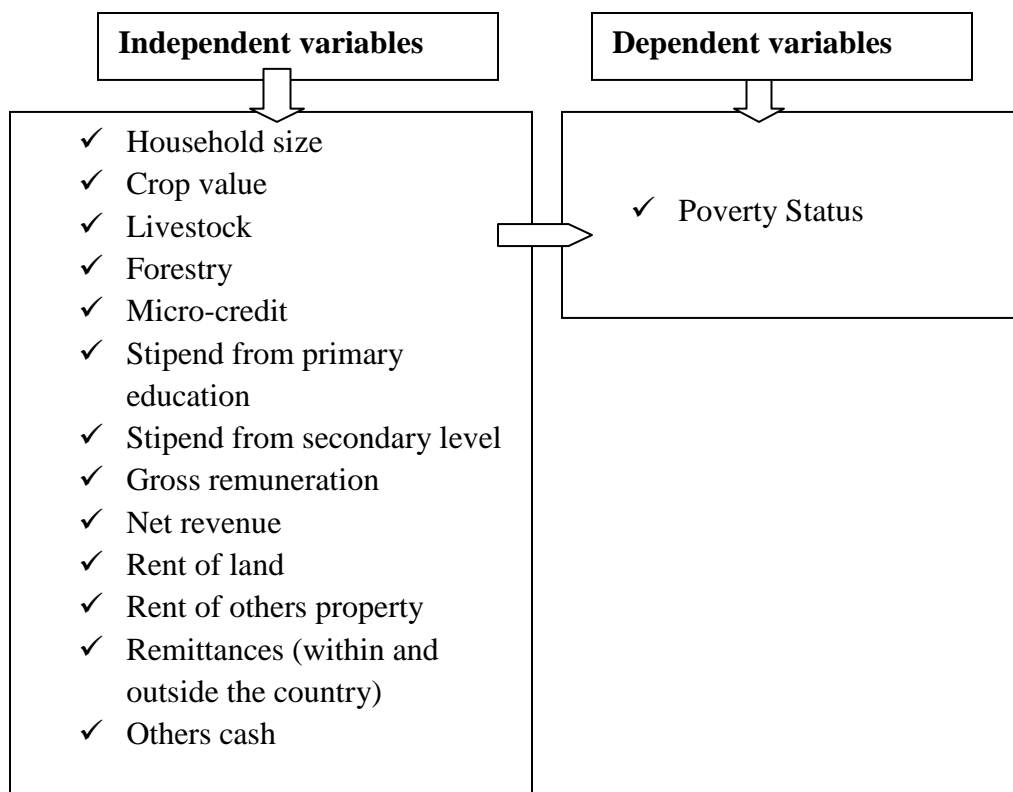 Independent variables
Dependent variables
✓ Household size
✓ Crop value
✓ Livestock
✓ Forestry
✓ Micro-credit
✓ Stipend from primary
education
✓ Stipend from secondary level
✓ Gross remuneration
✓ Net revenue
✓ Rent of land
✓ Rent of others property
✓ Remittances (within and
outside the country)
✓ Others cash
✓ Poverty Status